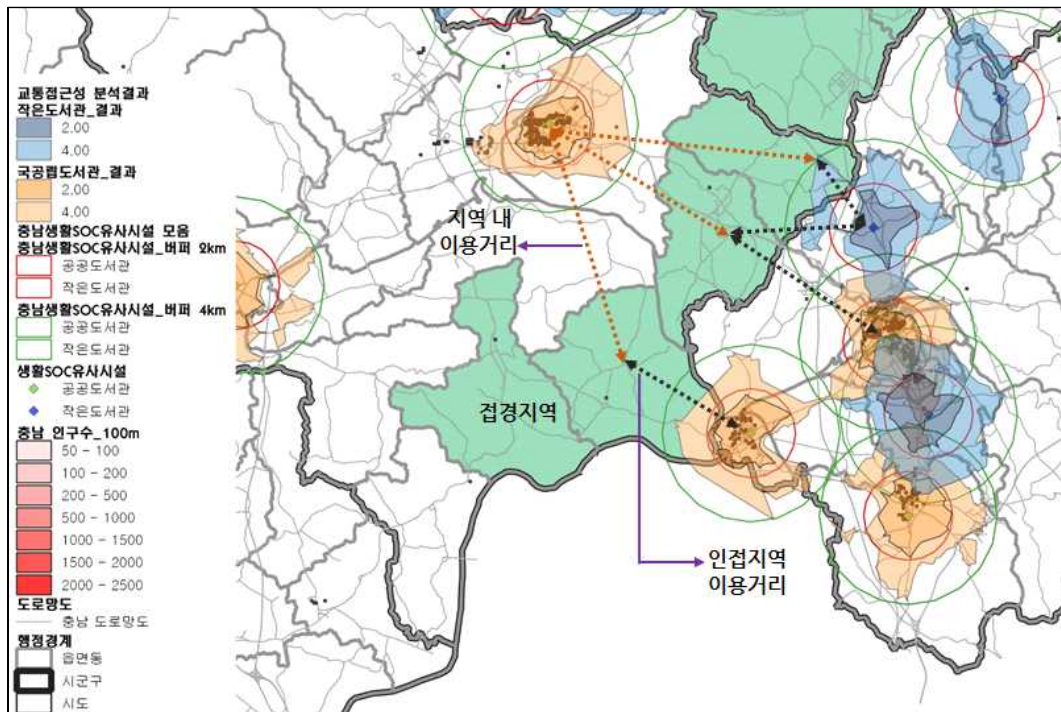 교통접근성 분석결과
작은도서관_결과
2.00
4.00
국공립도서관_결과
2.00
4.00
충남생활SOC유사시설 모음
충남생활SOC유사시설_버퍼 2km
공공도서관
작은도서관
충남생활SOC유사시설_버퍼 4km
공공도서관
작은도서관
생활SOC유사시설
공공도서관
작은도서관
충남 인구수_100m
50 - 100
100 - 200
200 - 500
500 - 1000
1000 - 1500
1500 - 2000
2000 - 2500
도로망도
충남 도로망도
행정경계
읍면동
시군구
시도
지역 내
이용거리
접경지역
인접지역
이용거리